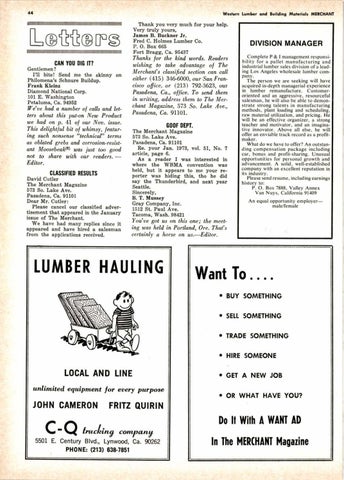 44
Western Lumber and Building Materials MERCHANT
Letters
CAN YOU DIG IT?
Gentlemen?
I'll bite! Send me the skinny on
Philomena's Schnure Buildup.
Frank Kleins
Diamond National Corp.
101 E. Washington
Petaluma, Ca. 94952
We've had a number of calls and let-
ters about this put-on New Product
we had on p. 41 of our Nov. issue.
This delightful bit of whimsy, featur-
ing such nonsense "technical" terms
as oblated grels and corrosion-resist-
ant Moroebonk® was just too good
not to share with our readers. —
Editor.
CLASSIFIED RESULTS
David Cutler
The Merchant Magazine
573 So. Lake Ave.
Pasadena, Ca. 91101
Dear Mr. Cutler:
Please cancel our classified adver-
tisement that appeared in the January
issue of The Merchant.
We have had many replies since it
appeared and have hired a salesman
from the applications received.
Thank you very much for your help.
Very truly yours,
James B. Buckner Jr.
Fred C. Holmes Lumber Co.
P. O. Box 665
Fort Bragg, Ca. 95437
Thanks for the kind words. Readers
wishing to take advantage of The
Merchant's classified section can call
either (415) 346-6000, our San Fran-
cisco office, or (213) 792-3623, our
Pasadena, Ca., office. To send them
in writing, address them to The Mer-
chant Magazine, 573 So. Lake Ave.,
Pasadena, Ca. 91101.
GOOF DEPT.
The Merchant Magazine
573 So. Lake Ave.
Pasadena, Ca. 91101
Re your Jan. 1973, vol. 51, No. 7
issue, page 4.
As a reader I was interested in
where the WRMA convention was
held, but it appears to me your re-
porter was hiding this, tho he did
say the Thunderbird, and next year
Seattle.
Sincerely,
B. T. Massey
Gray Company, Inc.
1512 St. Paul Ave.
Tacoma, Wash. 98421
You've got us on this one; the meet-
ing was held in Portland, Ore. That's
certainly a horse on us.—Editor.
DIVISION MANAGER
Complete P & L management responsi-
bility for a pallet manufacturing and
industrial lumber sales division of a lead-
ing Los Angeles wholesale lumber com-
pany.
The person we are seeking will have
acquired in-depth managerial experience
in lumber remanufacture. Customer-
oriented and an aggressive, resourceful
salesman, he will also be able to demon-
strate strong talents in manufacturing
methods, plant loading and scheduling,
raw material utilization, and pricing. He
will be an effective organizer, a strong
teacher and motivator, and an imagina-
tive innovator. Above all else, he will
offer an enviable track record as a profit-
maker.
What do we have to offer? An outstand-
ing compensation package including
car, bonus and profit-sharing. Unusual
opportunities for personal growth and
advancement. A solid, well-established
company with an excellent reputation in
its industry.
Please send resume, including earnings
history to:
P. O. Box 7888, Valley Annex
Van Nuys, California 91409
An equal opportunity employer—
male/female
LUMBER HAULING
LOCAL AND LINE
unlimited equipment for every purpose
JOHN CAMERON FRITZ QUIRIN
C-Q trucking company
5501 E. Century Blvd., Lynwood, Ca. 90262
PHONE: (213) 638-7851
Want To . . . .
• BUY SOMETHING
• SELL SOMETHING
• TRADE SOMETHING
• HIRE SOMEONE
• GET A NEW JOB
• OR WHAT HAVE YOU?
Do It With A WANT AD
In The MERCHANT Magazine